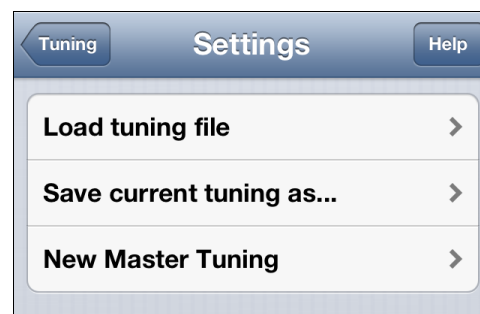 Tuning Settings Help
Load tuning file
Save current tuning as...
New Master Tuning